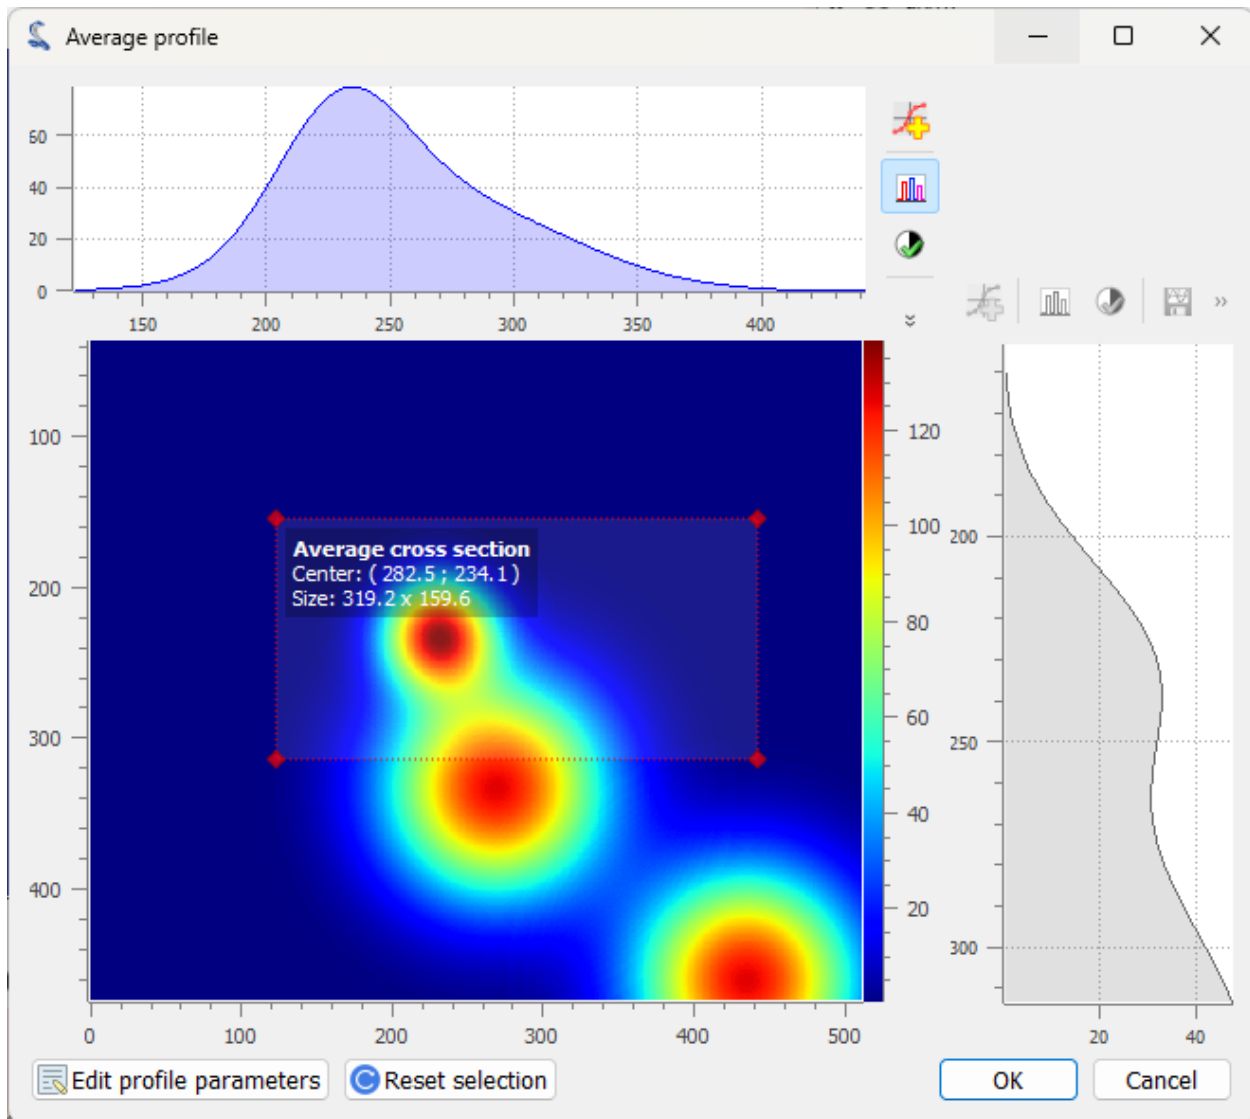 Average profile
60
40
20
0
150 200 250 300 350 400
100
200
300
400
Average cross section
Center: ( 282.5 ; 234.1 )
Size: 319.2 x 159.6
0 100 200 300 400 500
120
100
80
60
40
20
200
250
300
20 40
Edit profile parameters
Reset selection
OK
Cancel